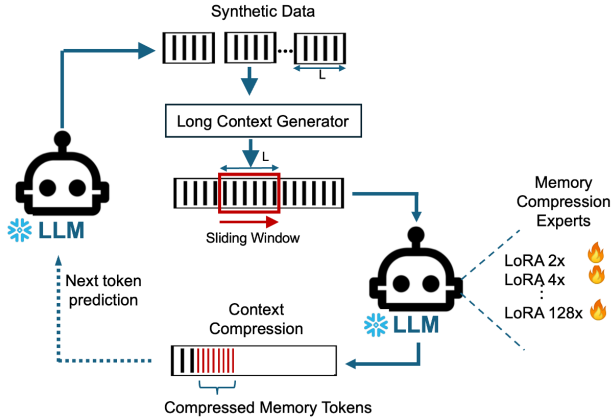 Synthetic Data
...
L
Long Context Generator
L
Sliding Window
LLM
Memory
Compression
Experts
LoRA 2x
LoRA 4x
:
LoRA 128x
LLM
Next token
prediction
Context
Compression
Compressed Memory Tokens